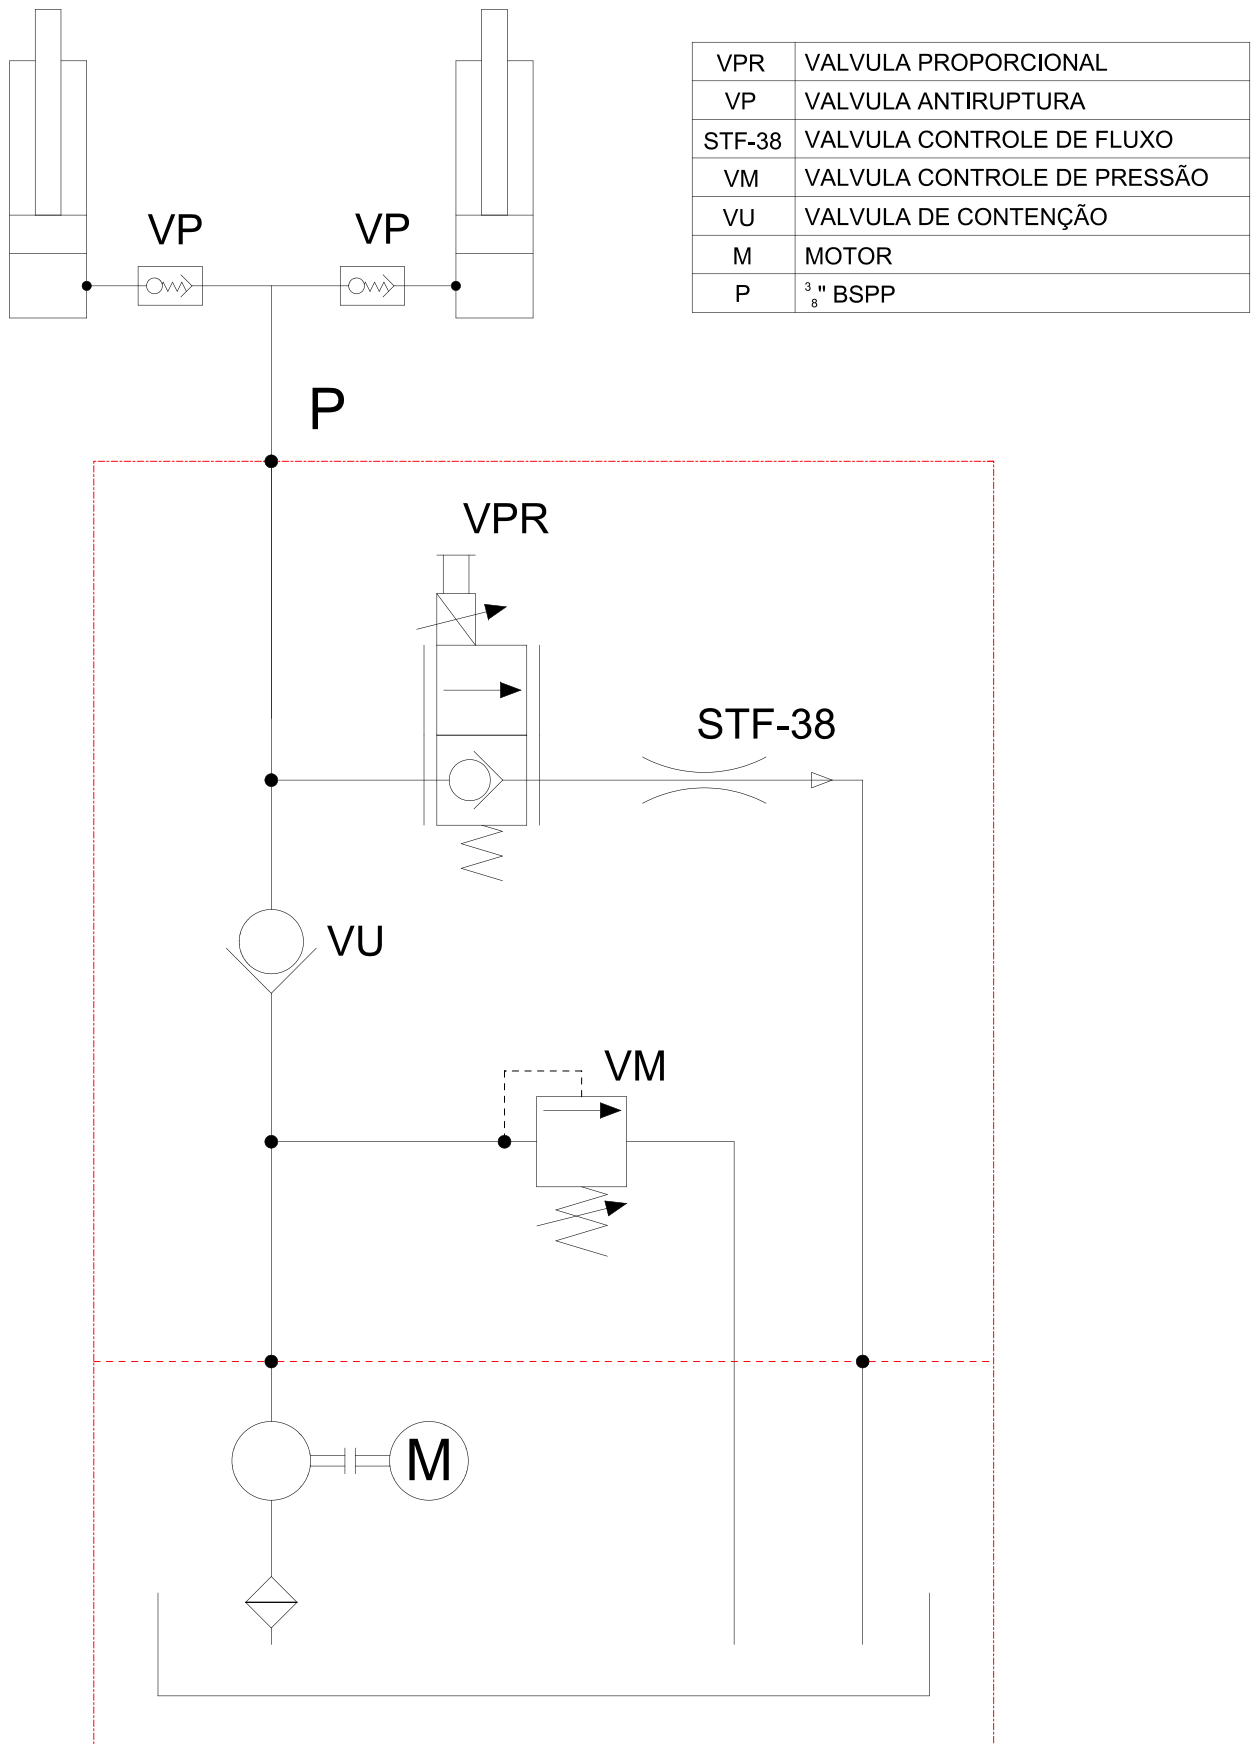 VPR VALVULA PROPORCIONAL
VP VALVULA ANTIRUPTURA
STF-38 VALVULA CONTROLE DE FLUXO
VM VALVULA CONTROLE DE PRESSÃO
VU VALVULA DE CONTENÇÃO
M MOTOR
P 3/8" BSPP
VP
VP
P
VPR
STF-38
VU
VM
M